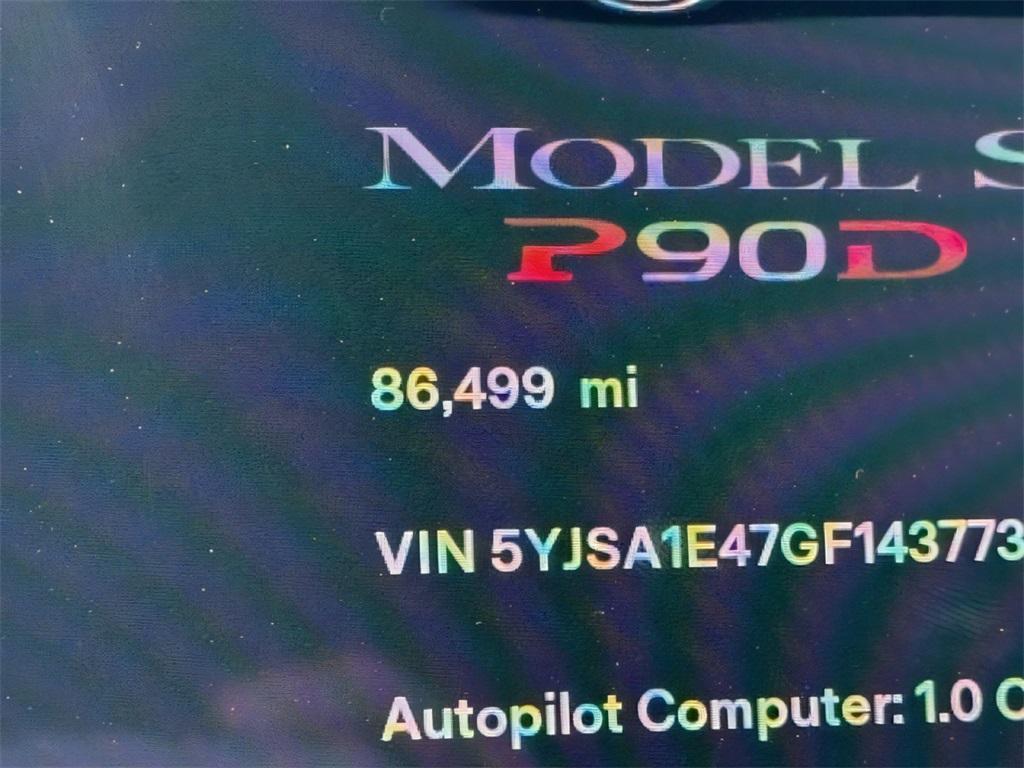 MODEL S
P90D
86,499 mi
VIN 5YJSA1E47GF143773
Autopilot Computer: 1.0